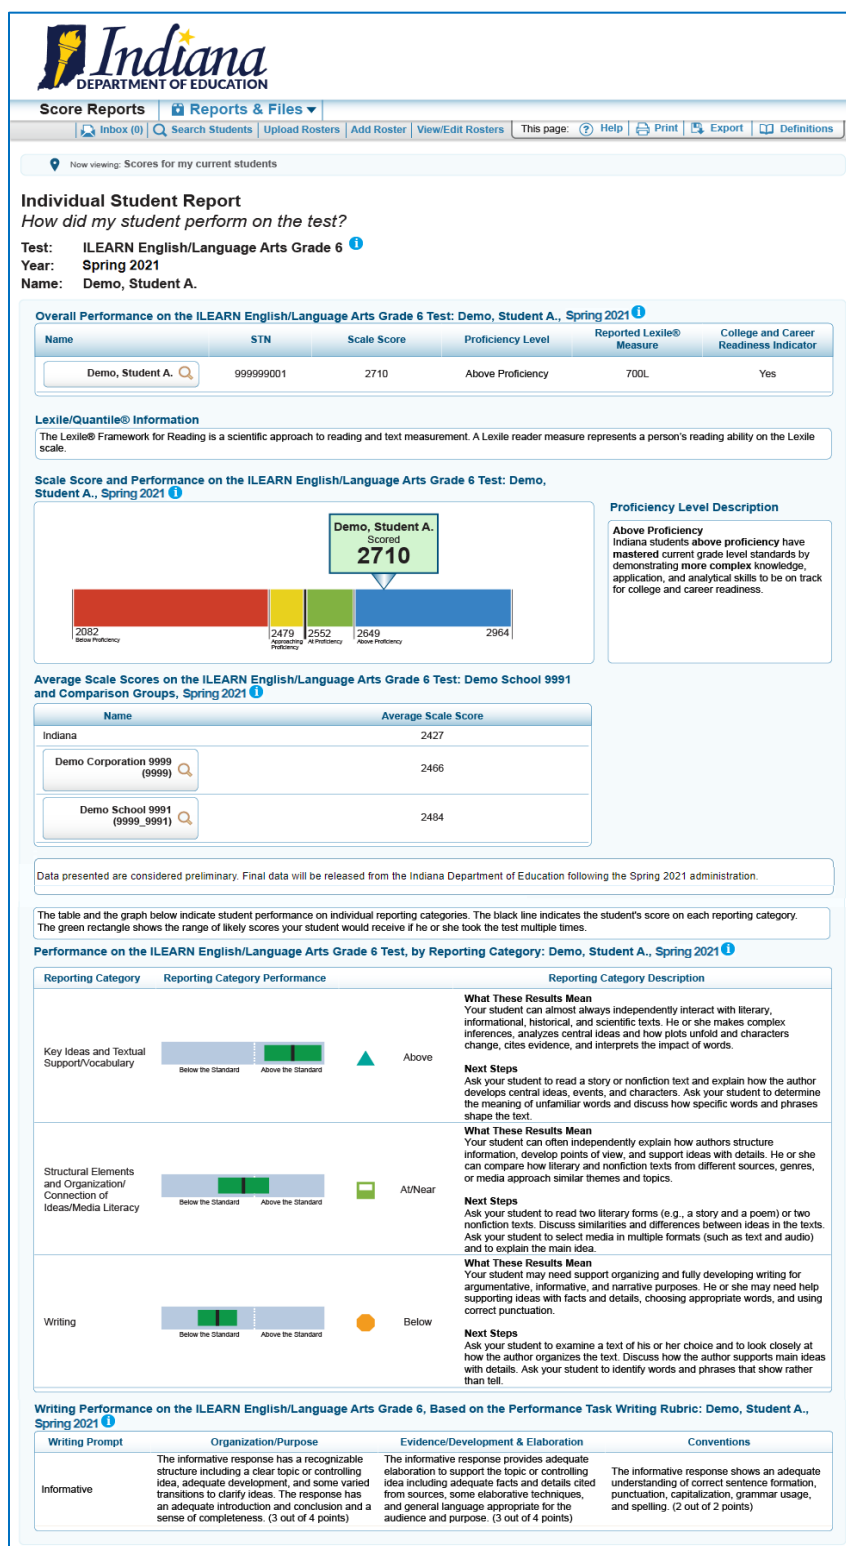 Indiana
DEPARTMENT OF EDUCATION
Score Reports Reports & Files
Inbox (0) Search Students Upload Rosters Add Roster View/Edit Rosters This page: ? Help Print Export Definitions
Now viewing: Scores for my current students
Individual Student Report
How did my student perform on the test?
Test: ILEARN English/Language Arts Grade 6 i
Year: Spring 2021
Name: Demo, Student A.
Overall Performance on the ILEARN English/Language Arts Grade 6 Test: Demo, Student A., Spring 2021 i
Name STN Scale Score Proficiency Level Reported Lexile® Measure College and Career Readiness Indicator
Demo, Student A. 999999001 2710 Above Proficiency 700L Yes
Lexile/Quantile® Information
The Lexile® Framework for Reading is a scientific approach to reading and text measurement. A Lexile reader measure represents a person's reading ability on the Lexile
scale.
Scale Score and Performance on the ILEARN English/Language Arts Grade 6 Test: Demo,
Student A., Spring 2021 i
Demo, Student A.
Scored
2710
2082 2479 2552 2649 2964
Below Proficiency Approaching Proficiency At Proficiency Above Proficiency
Proficiency Level Description
Above Proficiency
Indiana students above proficiency have
mastered current grade level standards by
demonstrating more complex knowledge,
application, and analytical skills to be on track
for college and career readiness.
Average Scale Scores on the ILEARN English/Language Arts Grade 6 Test: Demo School 9991
and Comparison Groups, Spring 2021 i
Name Average Scale Score
Indiana 2427
Demo Corporation 9999
(9999) 2466
Demo School 9991
(9999_9991) 2484
Data presented are considered preliminary. Final data will be released from the Indiana Department of Education following the Spring 2021 administration.
The table and the graph below indicate student performance on individual reporting categories. The black line indicates the student's score on each reporting category.
The green rectangle shows the range of likely scores your student would receive if he or she took the test multiple times.
Performance on the ILEARN English/Language Arts Grade 6 Test, by Reporting Category: Demo, Student A., Spring 2021 i
Reporting Category Reporting Category Performance Reporting Category Description
Key Ideas and Textual
Support/Vocabulary
Below the Standard Above the Standard
Above
What These Results Mean
Your student can almost always independently interact with literary,
informational, historical, and scientific texts. He or she makes complex
inferences, analyzes central ideas and how plots unfold and characters
change, cites evidence, and interprets the impact of words.
Next Steps
Ask your student to read a story or nonfiction text and explain how the author
develops central ideas, events, and characters. Ask your student to determine
the meaning of unfamiliar words and discuss how specific words and phrases
shape the text.
Structural Elements
and Organization/
Connection of
Ideas/Media Literacy
Below the Standard Above the Standard
At/Near
What These Results Mean
Your student can often independently explain how authors structure
information, develop points of view, and support ideas with details. He or she
can compare how literary and nonfiction texts from different sources, genres,
or media approach similar themes and topics.
Next Steps
Ask your student to read two literary forms (e.g., a story and a poem) or two
nonfiction texts. Discuss similarities and differences between ideas in the texts.
Ask your student to select media in multiple formats (such as text and audio)
and to explain the main idea.
Writing
Below the Standard Above the Standard
Below
What These Results Mean
Your student may need support organizing and fully developing writing for
argumentative, informative, and narrative purposes. He or she may need help
supporting ideas with facts and details, choosing appropriate words, and using
correct punctuation.
Next Steps
Ask your student to examine a text of his or her choice and to look closely at
how the author organizes the text. Discuss how the author supports main ideas
with details. Ask your student to identify words and phrases that show rather
than tell.
Writing Performance on the ILEARN English/Language Arts Grade 6, Based on the Performance Task Writing Rubric: Demo, Student A.,
Spring 2021 i
Writing Prompt Organization/Purpose Evidence/Development & Elaboration Conventions
Informative
The informative response has a recognizable
structure including a clear topic or controlling
idea, adequate development, and some varied
transitions to clarify ideas. The response has
an adequate introduction and conclusion and a
sense of completeness. (3 out of 4 points)
The informative response provides adequate
elaboration to support the topic or controlling
idea including adequate facts and details cited
from sources, some elaborative techniques,
and general language appropriate for the
audience and purpose. (3 out of 4 points)
The informative response shows an adequate
understanding of correct sentence formation,
punctuation, capitalization, grammar usage,
and spelling. (2 out of 2 points)